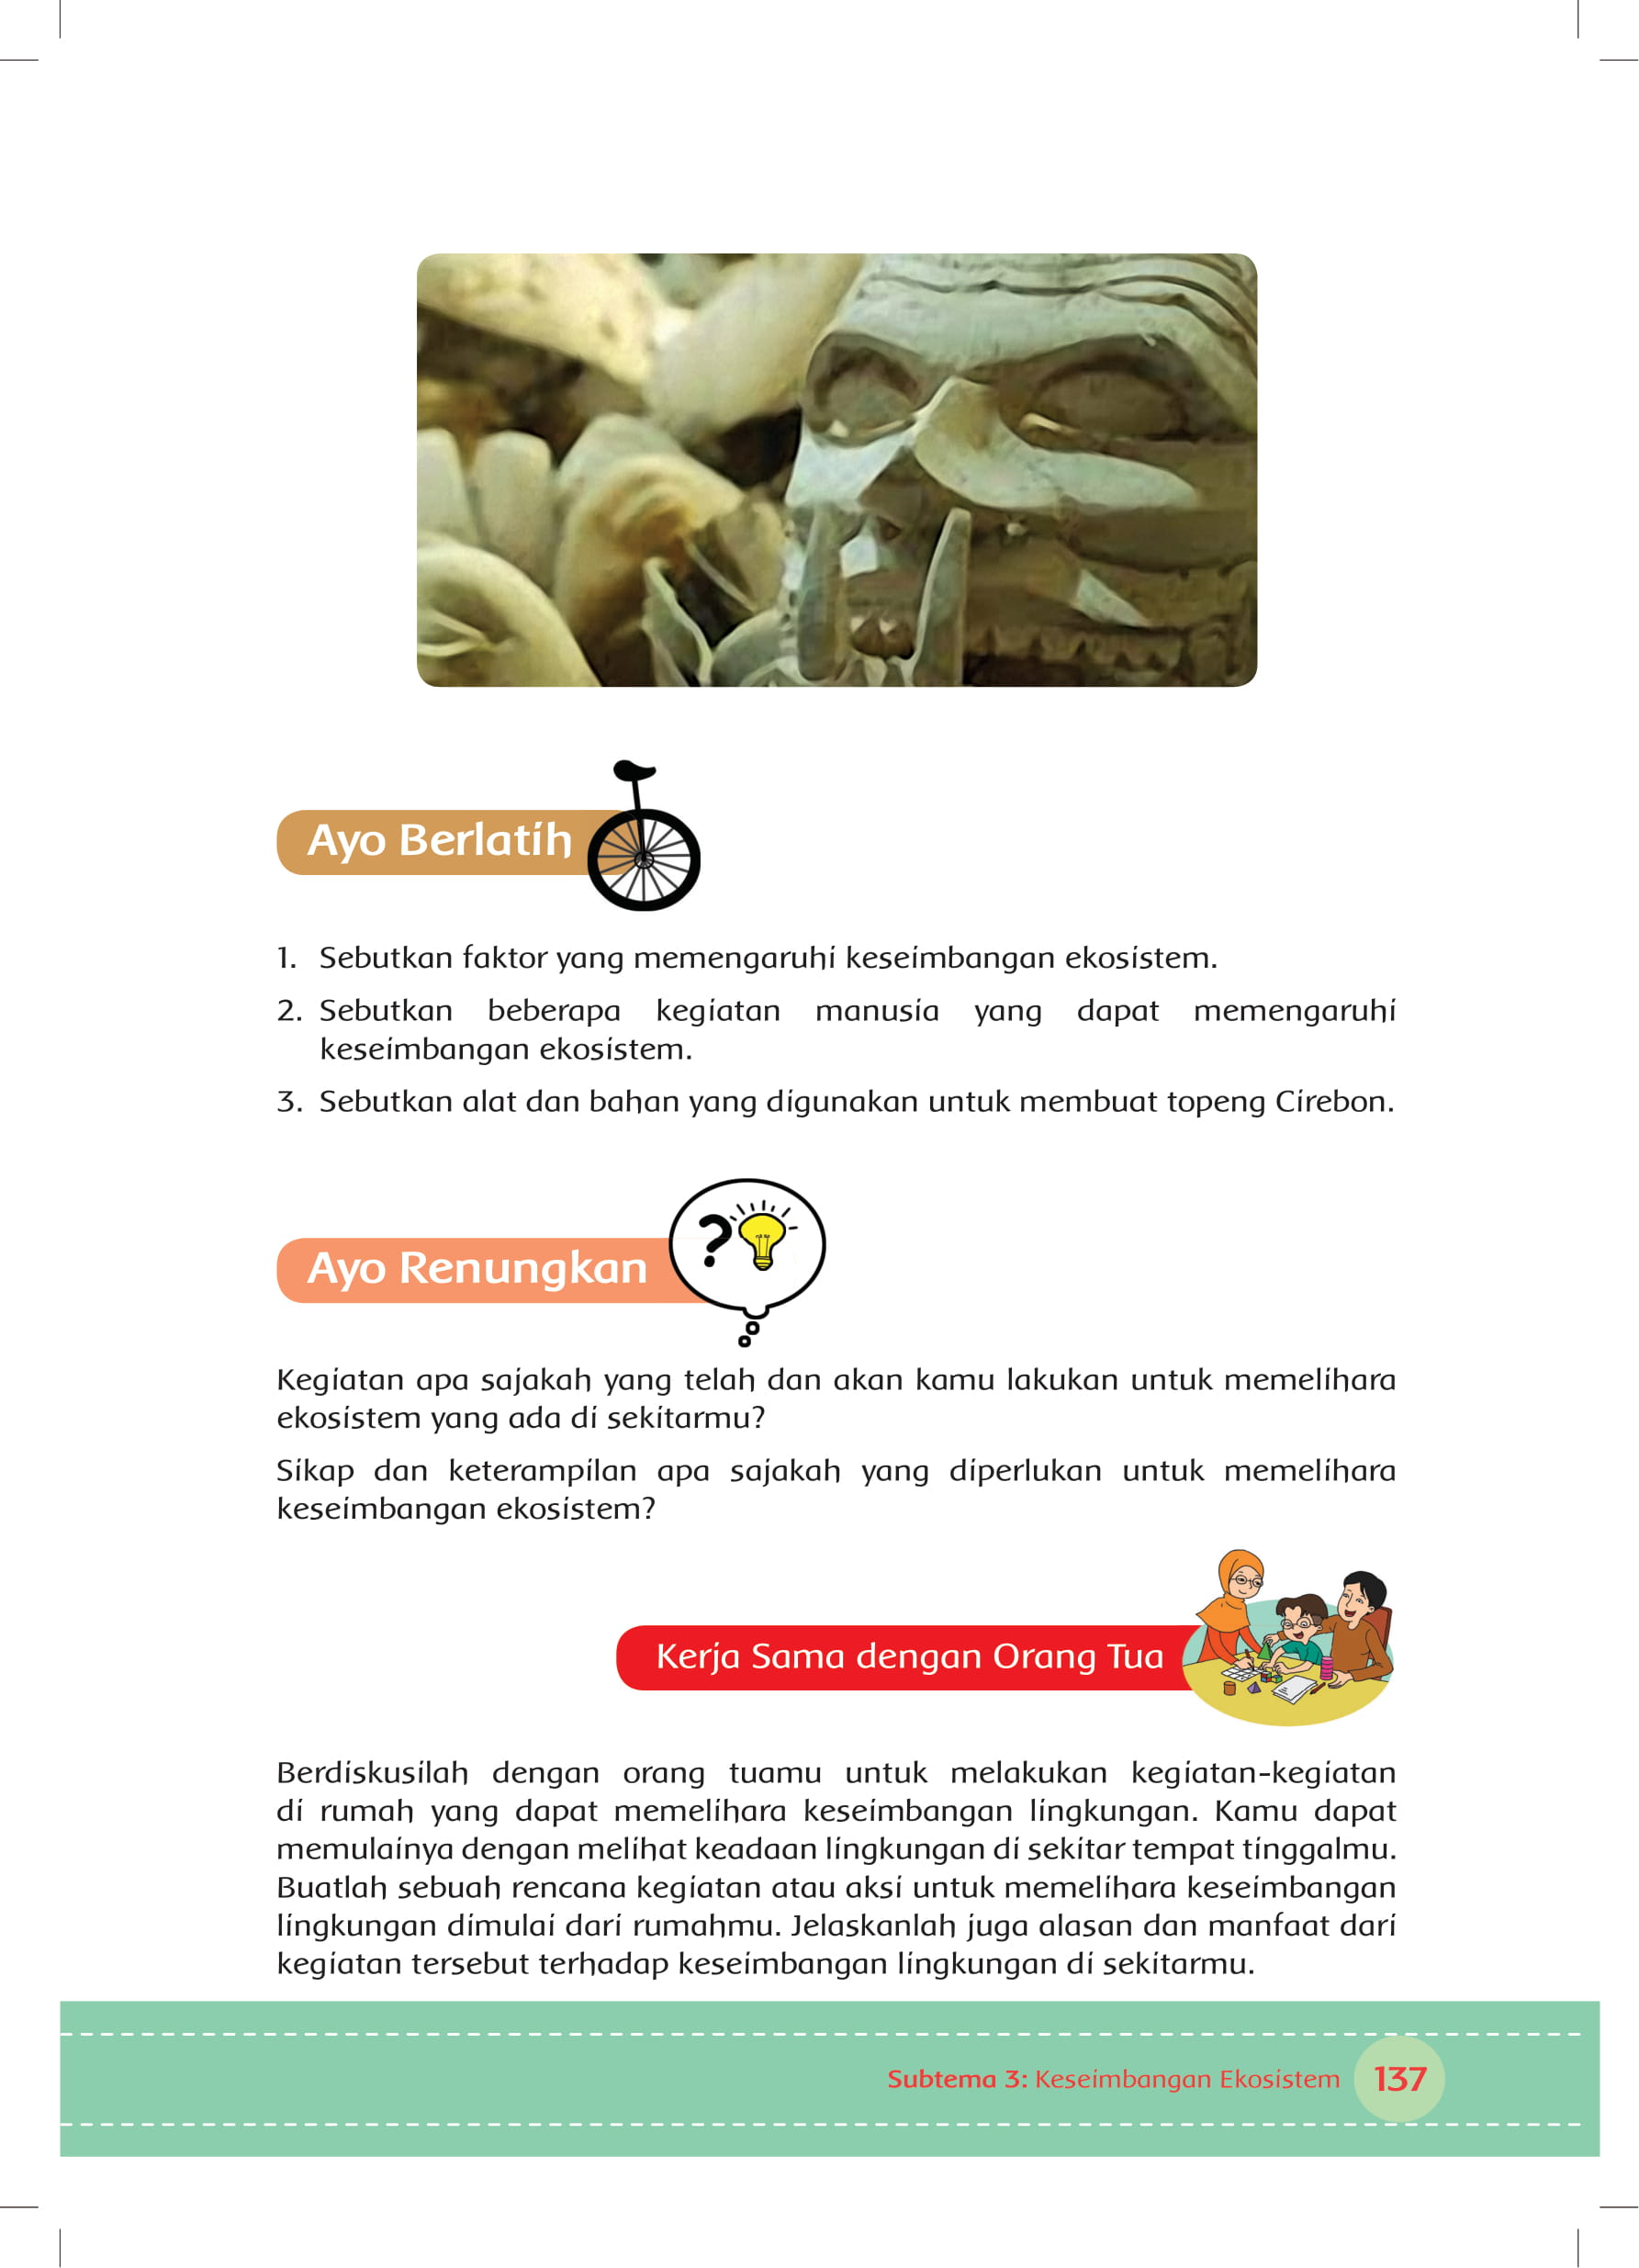 Ayo Berlatih
1. Sebutkan faktor yang memengaruhi keseimbangan ekosistem.
2. Sebutkan beberapa kegiatan manusia yang dapat memengaruhi
keseimbangan ekosistem.
3. Sebutkan alat dan bahan yang digunakan untuk membuat topeng Cirebon.
?
Ayo Renungkan
Kegiatan apa sajakah yang telah dan akan kamu lakukan untuk memelihara
ekosistem yang ada di sekitarmu?
Sikap dan keterampilan apa sajakah yang diperlukan untuk memelihara
keseimbangan ekosistem?
Kerja Sama dengan Orang Tua
Berdiskusilah dengan orang tuamu untuk melakukan kegiatan-kegiatan
di rumah yang dapat memelihara keseimbangan lingkungan. Kamu dapat
memulainya dengan melihat keadaan lingkungan di sekitar tempat tinggalmu.
Buatlah sebuah rencana kegiatan atau aksi untuk memelihara keseimbangan
lingkungan dimulai dari rumahmu. Jelaskanlah juga alasan dan manfaat dari
kegiatan tersebut terhadap keseimbangan lingkungan di sekitarmu.
Subtema 3: Keseimbangan Ekosistem 137